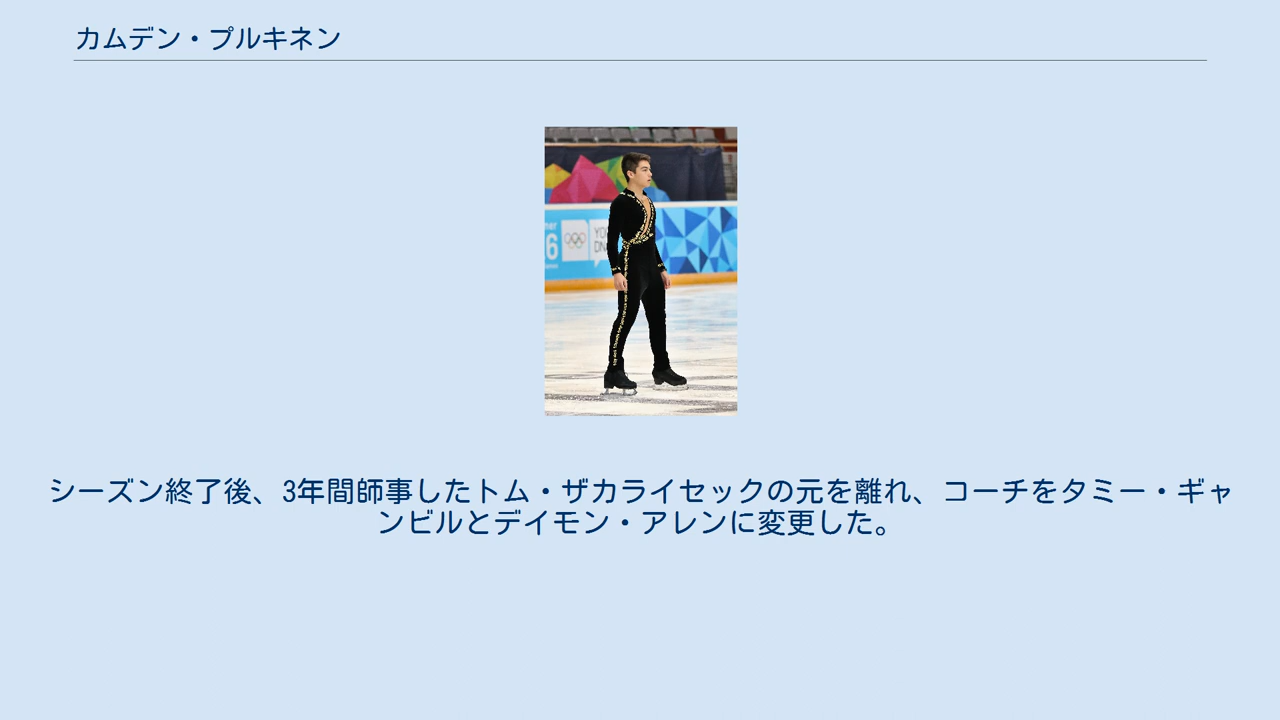 カムデン・プルキネン
6
シーズン終了後、3年間師事したトム・ザカライセックの元を離れ、コーチをタミー・ギャ
ンビルとデイモン・アレンに変更した。